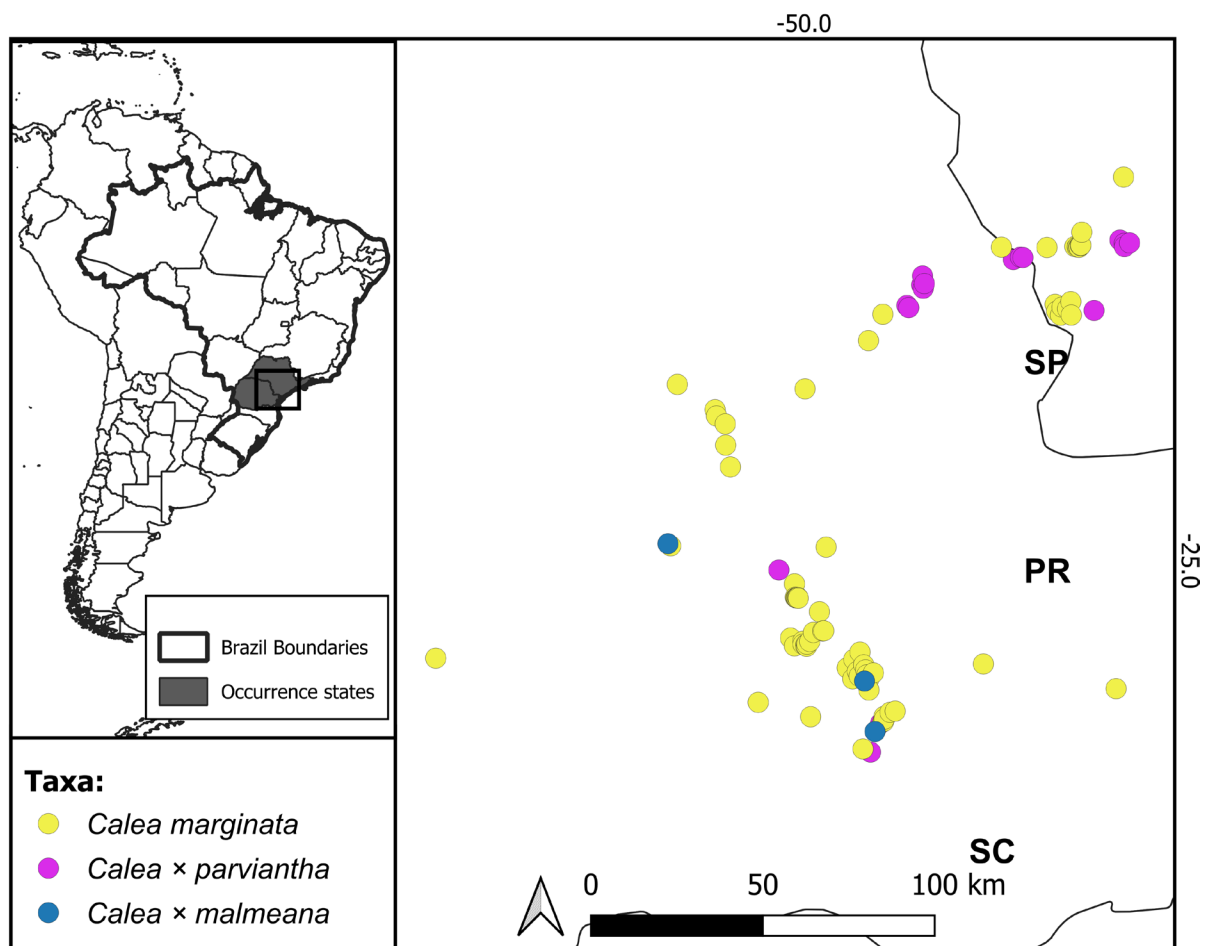 -50.0
SP
-25.0
PR
Brazil Boundaries
Occurrence states
Taxa:
Calea marginata
Calea × parviantha
Calea × malmeana
SC
0 50 100 km